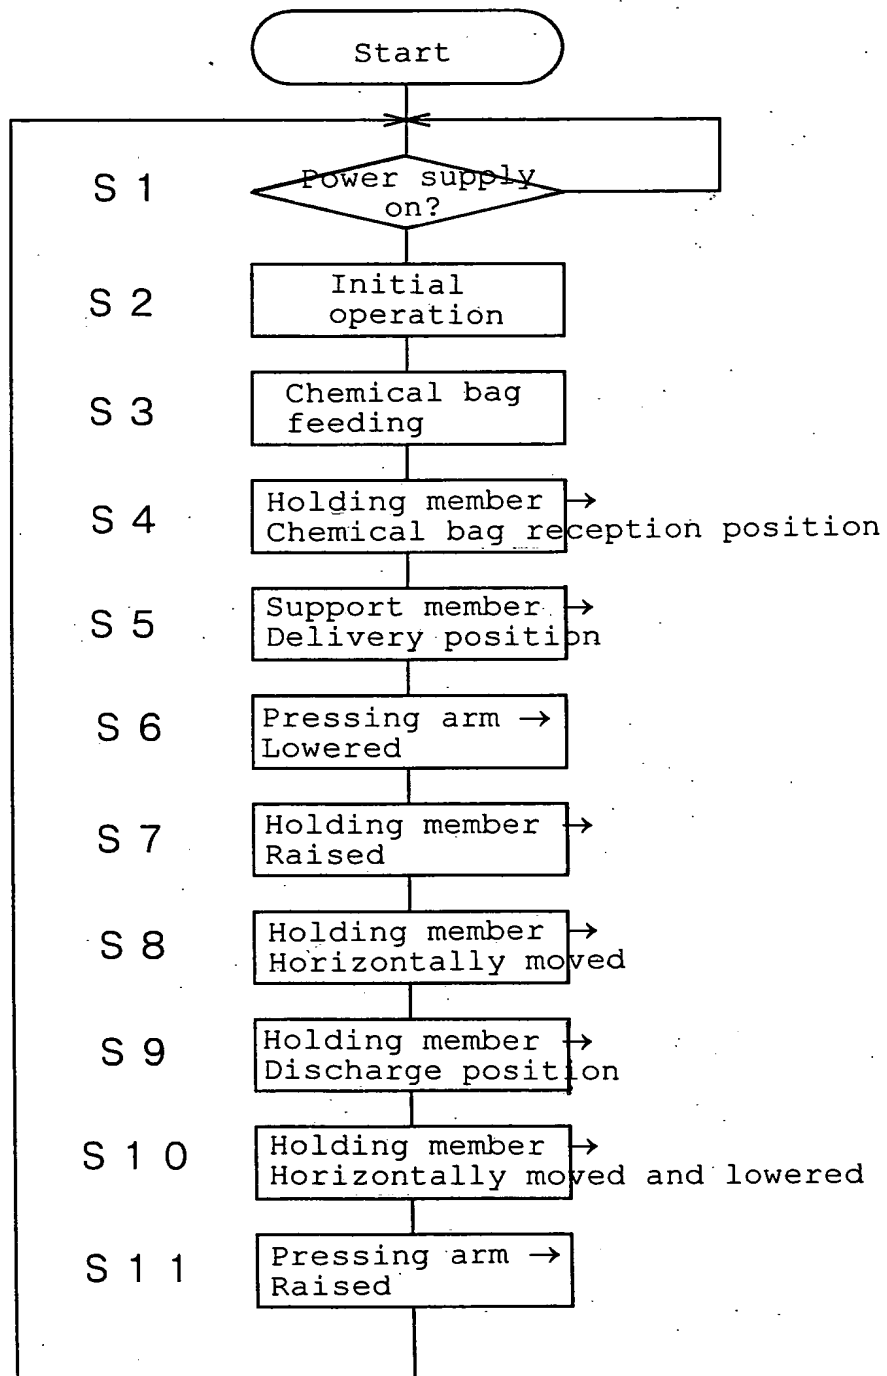 Start
S 1
Power supply
on?
S 2
Initial
operation
S 3
Chemical bag
feeding
S 4
Holding member →
Chemical bag reception position
S 5
Support member →
Delivery position
S 6
Pressing arm →
Lowered
S 7
Holding member →
Raised
S 8
Holding member →
Horizontally moved
S 9
Holding member →
Discharge position
S 1 0
Holding member →
Horizontally moved and lowered
S 1 1
Pressing arm →
Raised